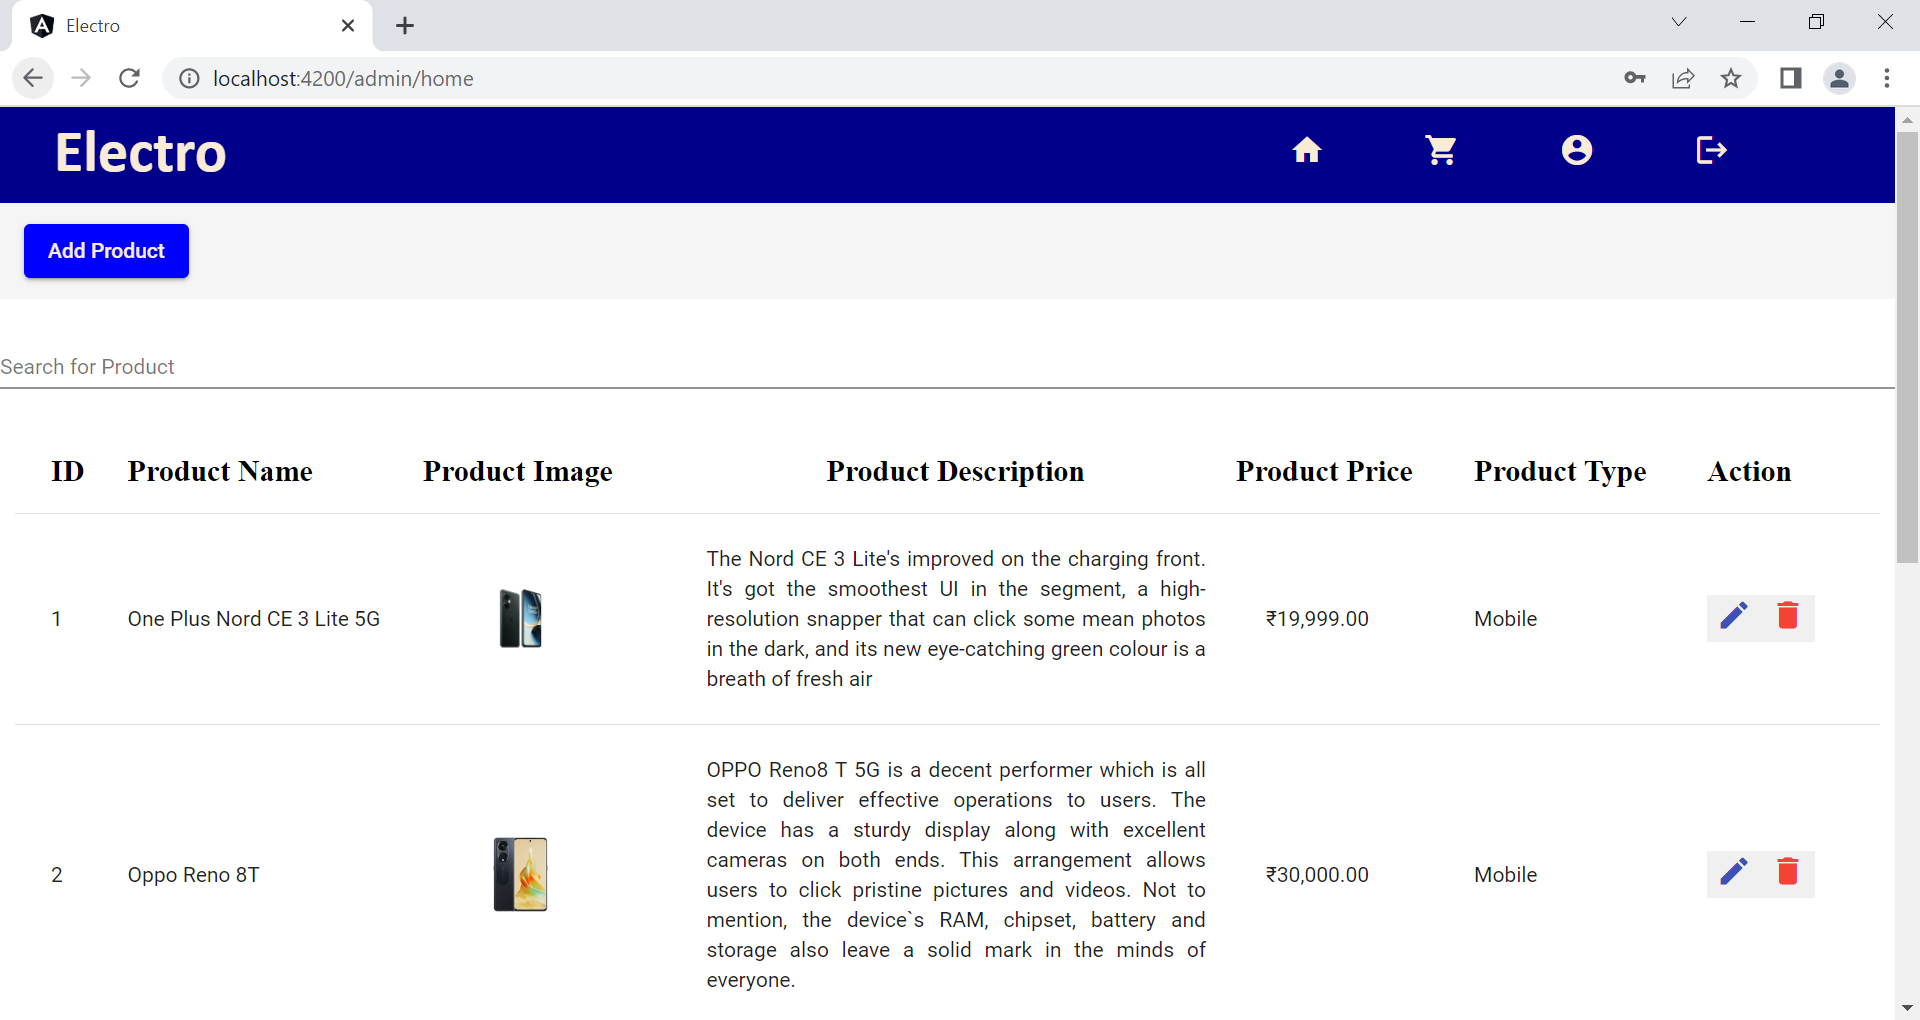 Electro
localhost:4200/admin/home
Electro
Add Product
Search for Product
ID Product Name Product Image Product Description Product Price Product Type Action
1 One Plus Nord CE 3 Lite 5G
The Nord CE 3 Lite's improved on the charging front.
It's got the smoothest UI in the segment, a high-
resolution snapper that can click some mean photos
in the dark, and its new eye-catching green colour is a
breath of fresh air
₹19,999.00 Mobile
2 Oppo Reno 8T
OPPO Reno8 T 5G is a decent performer which is all
set to deliver effective operations to users. The
device has a sturdy display along with excellent
cameras on both ends. This arrangement allows
users to click pristine pictures and videos. Not to
mention, the device`s RAM, chipset, battery and
storage also leave a solid mark in the minds of
everyone.
₹30,000.00 Mobile